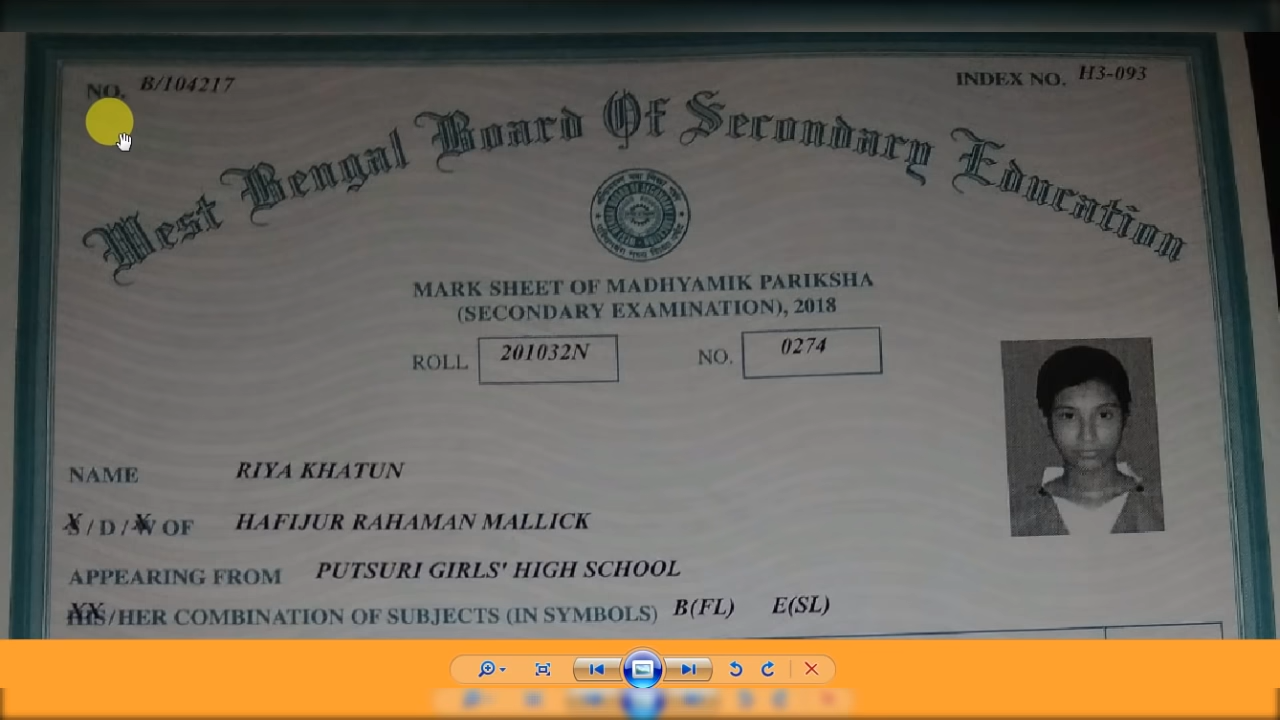 NO. B/104217
INDEX NO. H3-093
West Bengal Board Of Secondary Education
MARK SHEET OF MADHYAMIK PARIKSHA
(SECONDARY EXAMINATION), 2018
ROLL 201032N NO. 0274
NAME RIYA KHATUN
S / D / W OF HAFIJUR RAHAMAN MALLICK
APPEARING FROM PUTSURI GIRLS' HIGH SCHOOL
HIS/HER COMBINATION OF SUBJECTS (IN SYMBOLS) B(FL) E(SL)